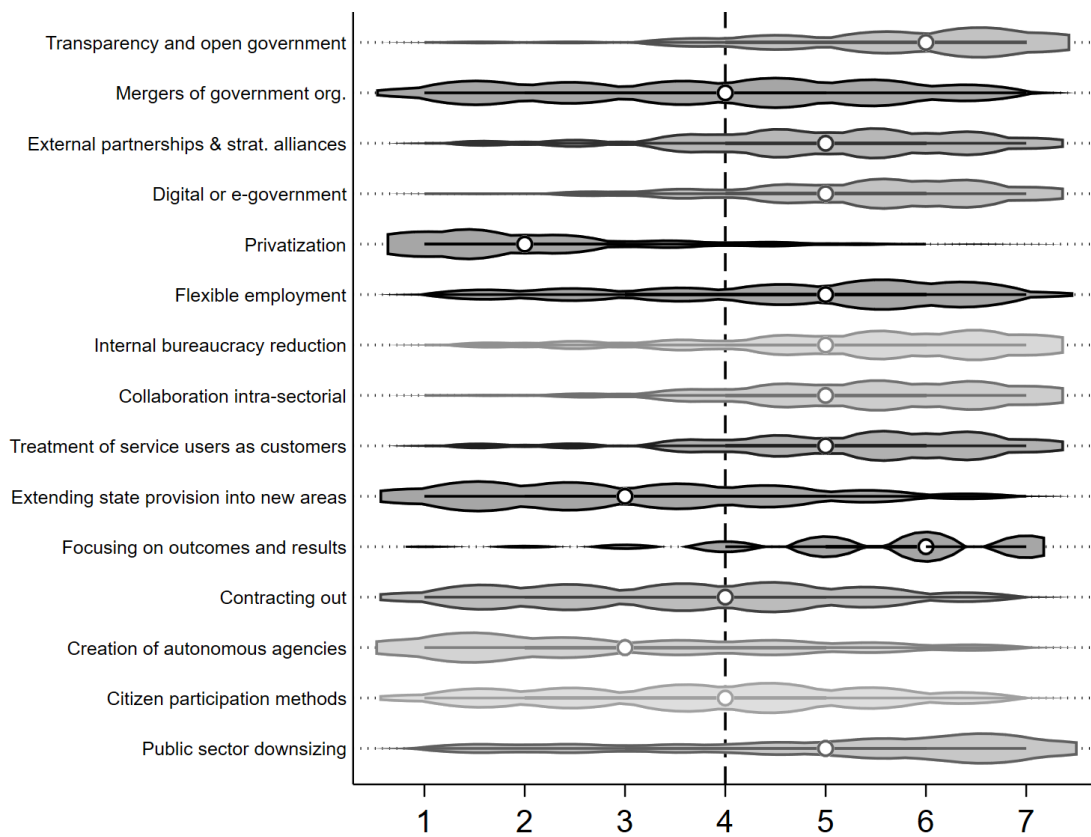 Transparency and open government
Mergers of government org.
External partnerships & strat. alliances
Digital or e-government
Privatization
Flexible employment
Internal bureaucracy reduction
Collaboration intra-sectorial
Treatment of service users as customers
Extending state provision into new areas
Focusing on outcomes and results
Contracting out
Creation of autonomous agencies
Citizen participation methods
Public sector downsizing
1 2 3 4 5 6 7